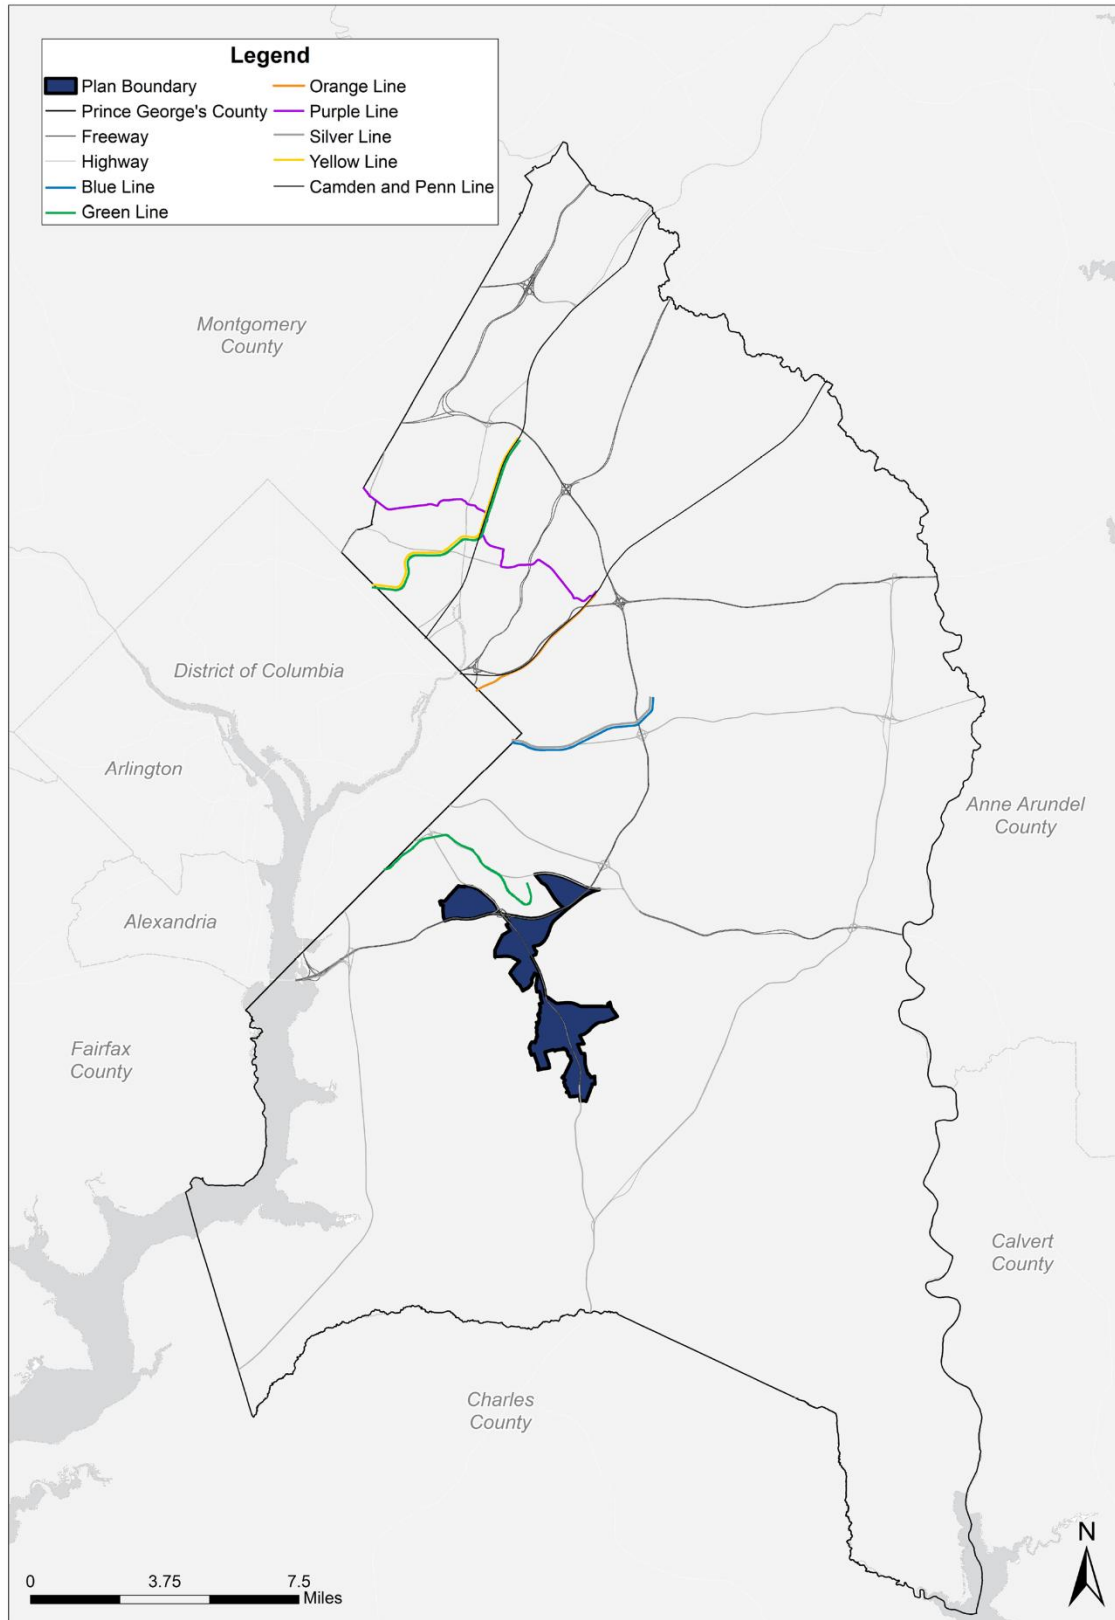 Legend
Plan Boundary
Prince George's County
Freeway
Highway
Blue Line
Green Line
Orange Line
Purple Line
Silver Line
Yellow Line
Camden and Penn Line
Montgomery
County
District of Columbia
Arlington
Anne Arundel
County
Alexandria
Fairfax
County
Calvert
County
Charles
County
N
0 3.75 7.5
Miles